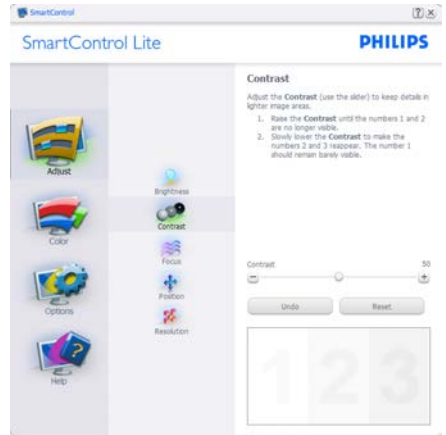 SmartControl
SmartControl Lite
PHILIPS
Adjust
Color
Options
Help
Brightness
Contrast
Focus
Position
Resolution
Contrast
Adjust the Contrast (use the slider) to keep details in
lighter image areas.
1. Raise the Contrast until the numbers 1 and 2
are no longer visible.
2. Slowly lower the Contrast to make the
numbers 2 and 3 reappear. The number 1
should remain barely visible.
Contrast 50
Undo Reset
1 2 3